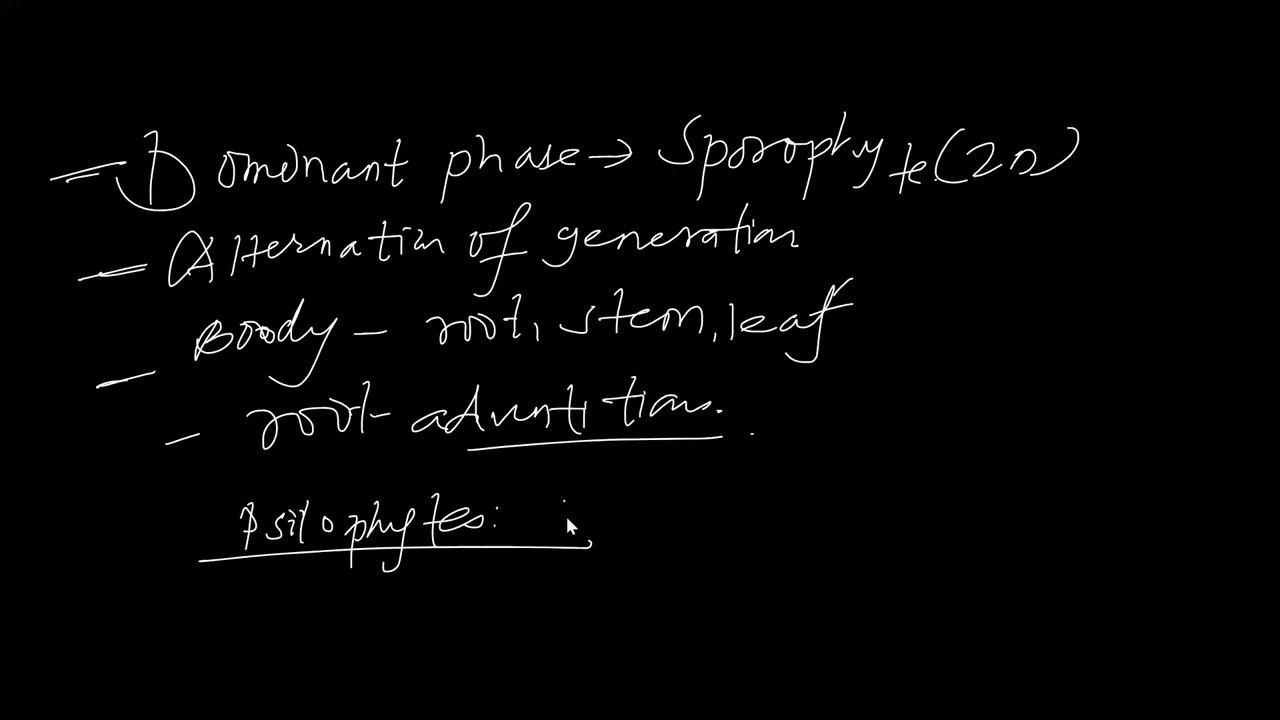 = Dominant phase → Sporophyte (2n)
= Alternation of generation
- Body - root, stem, leaf
- root adventitious.
Psilophytes: